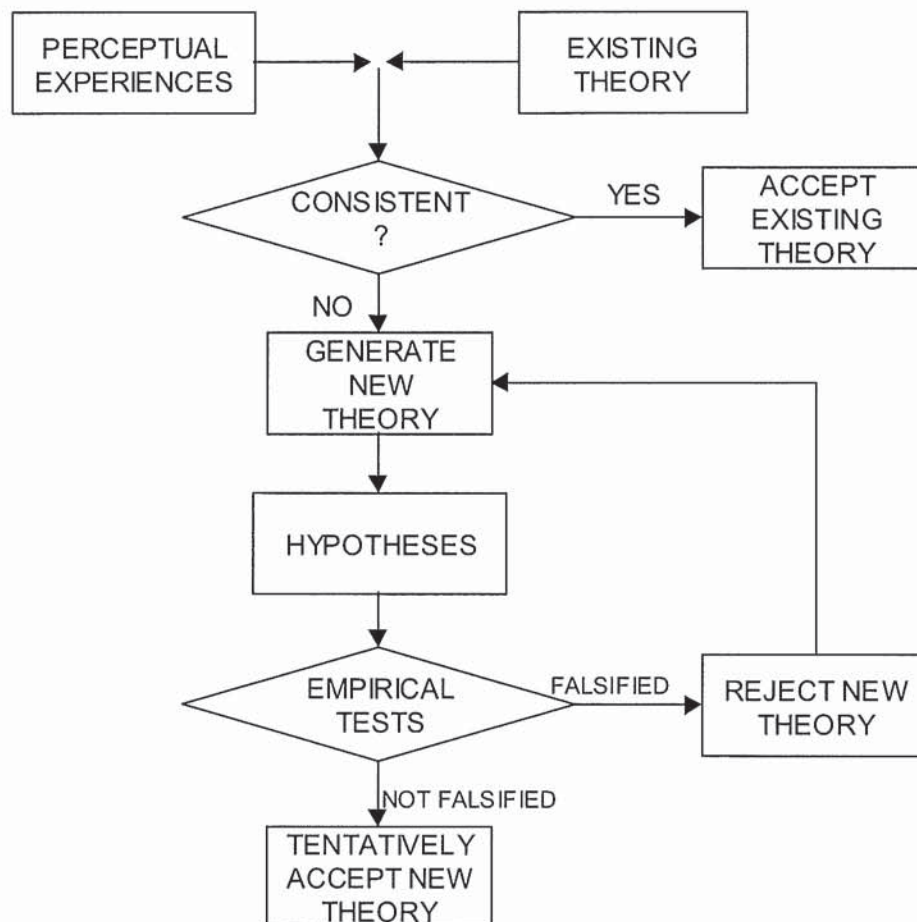 PERCEPTUAL
EXPERIENCES
EXISTING
THEORY
CONSISTENT
?
YES
ACCEPT
EXISTING
THEORY
NO
GENERATE
NEW
THEORY
HYPOTHESES
EMPIRICAL
TESTS
FALSIFIED
REJECT NEW
THEORY
NOT FALSIFIED
TENTATIVELY
ACCEPT NEW
THEORY